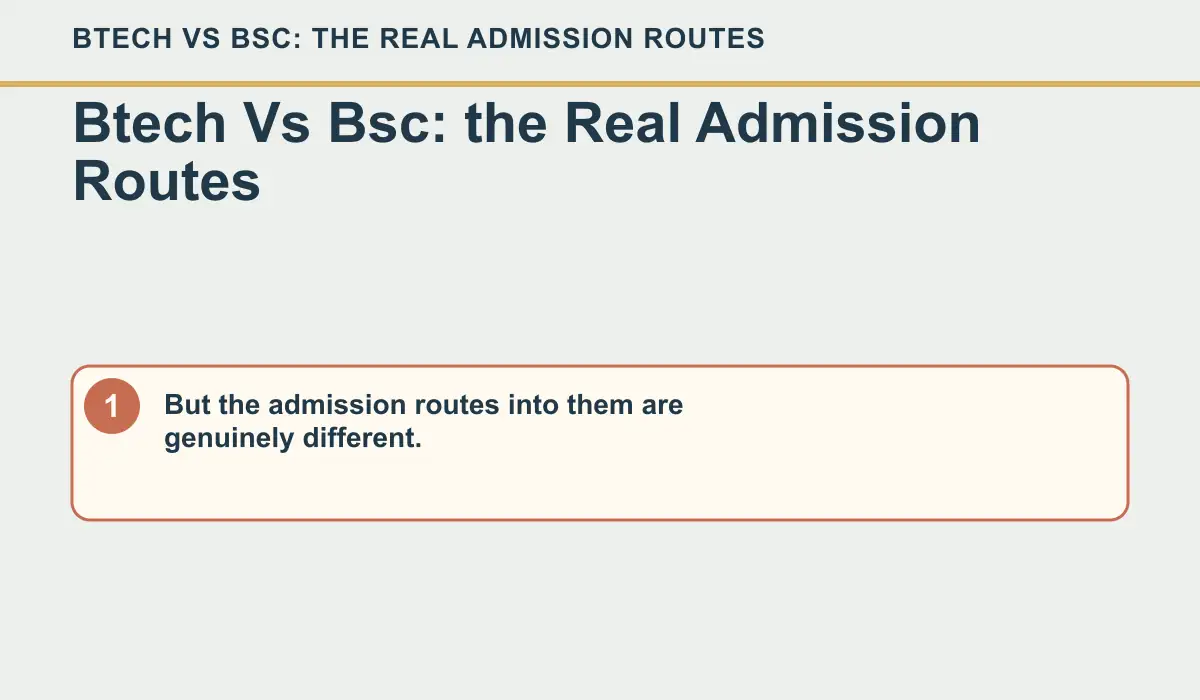 BTECH VS BSC: THE REAL ADMISSION ROUTES
Btech Vs Bsc: the Real Admission
Routes
1
But the admission routes into them are
genuinely different.